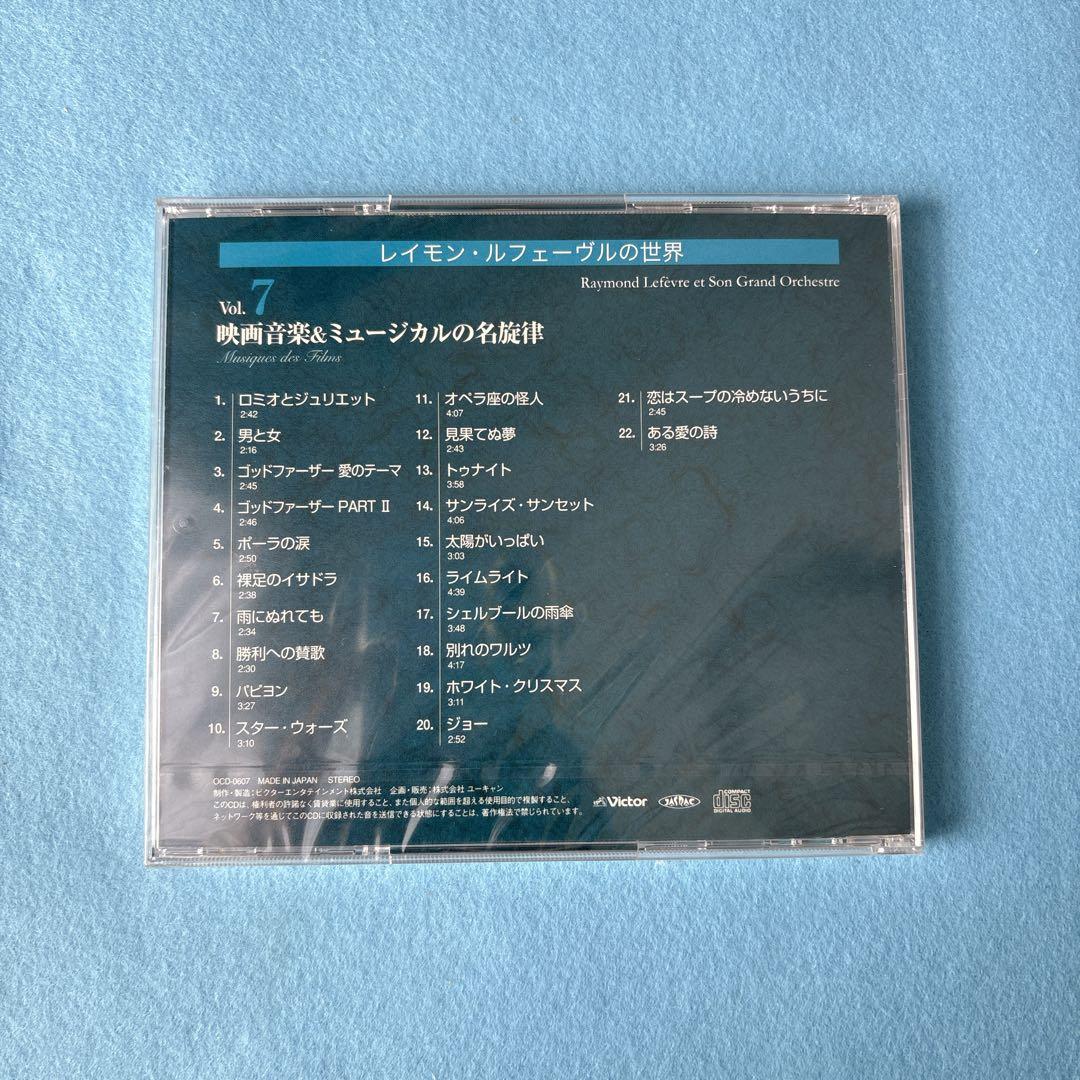 レイモン・ルフェーヴルの世界
Raymond Lefèvre et Son Grand Orchestre
Vol. 7
映画音楽&ミュージカルの名旋律
Musiques des Films
1. ロミオとジュリエット
2:42
2. 男と女
2:16
3. ゴッドファーザー 愛のテーマ
2:45
4. ゴッドファーザー PART II
2:46
5. ポーラの涙
2:50
6. 裸足のイサドラ
2:38
7. 雨にぬれても
2:34
8. 勝利への賛歌
2:30
9. パピヨン
3:27
10. スター・ウォーズ
3:10
11. オペラ座の怪人
4:07
12. 見果てぬ夢
2:43
13. トゥナイト
3:58
14. サンライズ・サンセット
4:06
15. 太陽がいっぱい
3:03
16. ライムライト
4:39
17. シェルブールの雨傘
3:48
18. 別れのワルツ
4:17
19. ホワイト・クリスマス
3:11
20. ジョー
2:52
21. 恋はスープの冷めないうちに
2:45
22. ある愛の詩
3:26
OCD-0607 MADE IN JAPAN STEREO
制作・製造:ビクターエンタテインメント株式会社 企画・販売:株式会社 ユーキャン
このCDは、権利者の許諾なく賃貸業に使用すること、また個人的な範囲を超える使用目的で複製すること、
ネットワーク等を通じてこのCDに収録された音を送信できる状態にすることは、著作権法で禁じられています。
Victor
JASRAC
COMPACT
disc
DIGITAL AUDIO